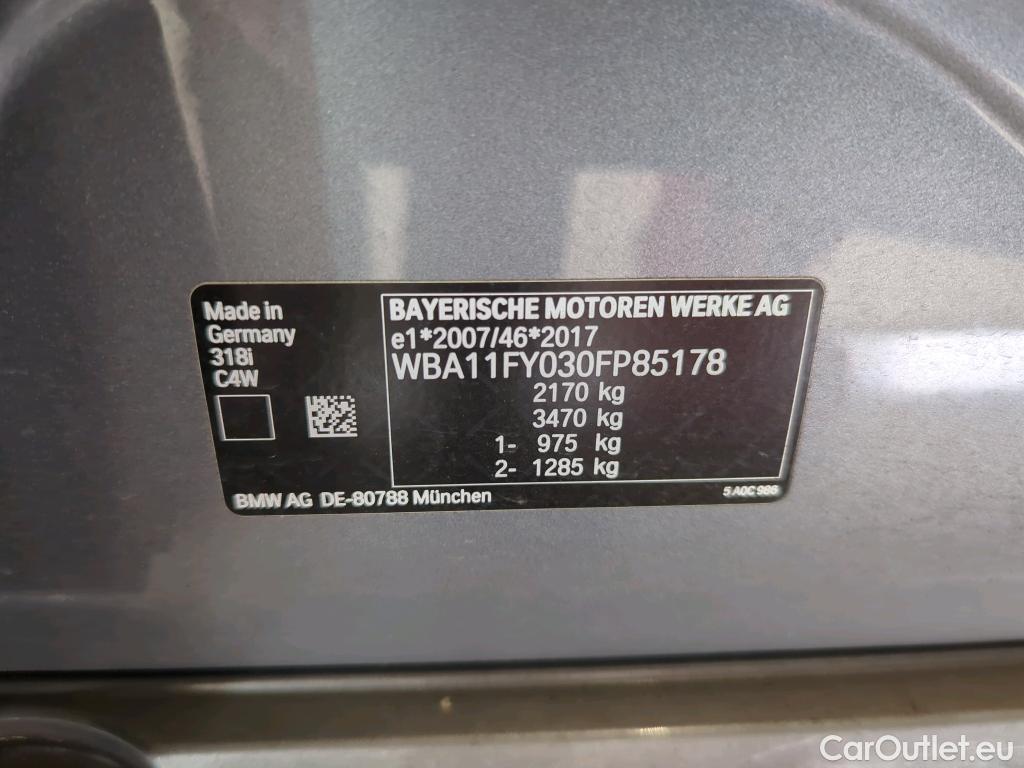 Made in
Germany
318i
C4W
BAYERISCHE MOTOREN WERKE AG
e1*2007/46*2017
WBA11FY030FP85178
2170 kg
3470 kg
1- 975 kg
2- 1285 kg
BMW AG DE-80788 München
5 A0C 986
CarOutlet.eu